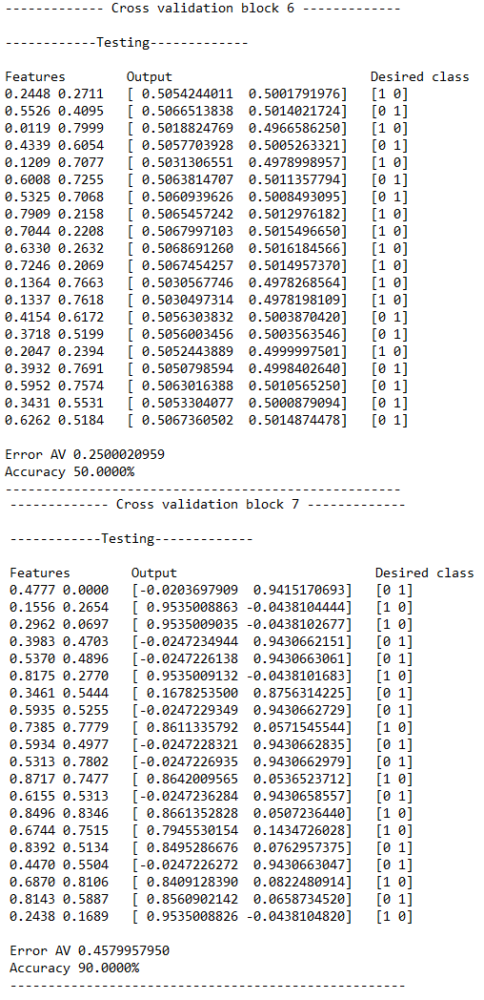 ------------- Cross validation block 6 -------------
------------Testing-------------
Features Output Desired class
0.2448 0.2711 [ 0.5054244011 0.5001791976] [1 0]
0.5526 0.4095 [ 0.5066513838 0.5014021724] [0 1]
0.0119 0.7999 [ 0.5018824769 0.4966586250] [1 0]
0.4339 0.6054 [ 0.5057703928 0.5005263321] [0 1]
0.1209 0.7077 [ 0.5031306551 0.4978998957] [1 0]
0.6008 0.7255 [ 0.5063814707 0.5011357794] [0 1]
0.5325 0.7068 [ 0.5060939626 0.5008493095] [0 1]
0.7909 0.2158 [ 0.5065457242 0.5012976182] [1 0]
0.7044 0.2208 [ 0.5067997103 0.5015496650] [1 0]
0.6330 0.2632 [ 0.5068691260 0.5016184566] [1 0]
0.7246 0.2069 [ 0.5067454257 0.5014957370] [1 0]
0.1364 0.7663 [ 0.5030567746 0.4978268564] [1 0]
0.1337 0.7618 [ 0.5030497314 0.4978198109] [1 0]
0.4154 0.6172 [ 0.5056303832 0.5003870420] [0 1]
0.3718 0.5199 [ 0.5056003456 0.5003563546] [0 1]
0.2047 0.2394 [ 0.5052443889 0.4999997501] [1 0]
0.3932 0.7691 [ 0.5050798594 0.4998402640] [0 1]
0.5952 0.7574 [ 0.5063016388 0.5010565250] [0 1]
0.3431 0.5531 [ 0.5053304077 0.5000879094] [0 1]
0.6262 0.5184 [ 0.5067360502 0.5014874478] [0 1]
Error AV 0.2500020959
Accuracy 50.0000%
----------------------------------------------------
------------- Cross validation block 7 -------------
------------Testing-------------
Features Output Desired class
0.4777 0.0000 [-0.0203697909 0.9415170693] [0 1]
0.1556 0.2654 [ 0.9535008863 -0.0438104444] [1 0]
0.2962 0.0697 [ 0.9535009035 -0.0438102677] [1 0]
0.3983 0.4703 [-0.0247234944 0.9430662151] [0 1]
0.5370 0.4896 [-0.0247226138 0.9430663061] [0 1]
0.8175 0.2770 [ 0.9535009132 -0.0438101683] [1 0]
0.3461 0.5444 [ 0.1678253500 0.8756314225] [0 1]
0.5935 0.5255 [-0.0247229349 0.9430662729] [0 1]
0.7385 0.7779 [ 0.8611335792 0.0571545544] [1 0]
0.5934 0.4977 [-0.0247228321 0.9430662835] [0 1]
0.5313 0.7802 [-0.0247226935 0.9430662979] [0 1]
0.8717 0.7477 [ 0.8642009565 0.0536523712] [1 0]
0.6155 0.5313 [-0.0247236284 0.9430658557] [0 1]
0.8496 0.8346 [ 0.8661352828 0.0507236440] [1 0]
0.6744 0.7515 [ 0.7945530154 0.1434726028] [1 0]
0.8392 0.5134 [ 0.8495286676 0.0762957375] [0 1]
0.4470 0.5504 [-0.0247226272 0.9430663047] [0 1]
0.6870 0.8106 [ 0.8409128390 0.0822480914] [1 0]
0.8143 0.5887 [ 0.8560902142 0.0658734520] [0 1]
0.2438 0.1689 [ 0.9535008826 -0.0438104820] [1 0]
Error AV 0.4579957950
Accuracy 90.0000%
----------------------------------------------------